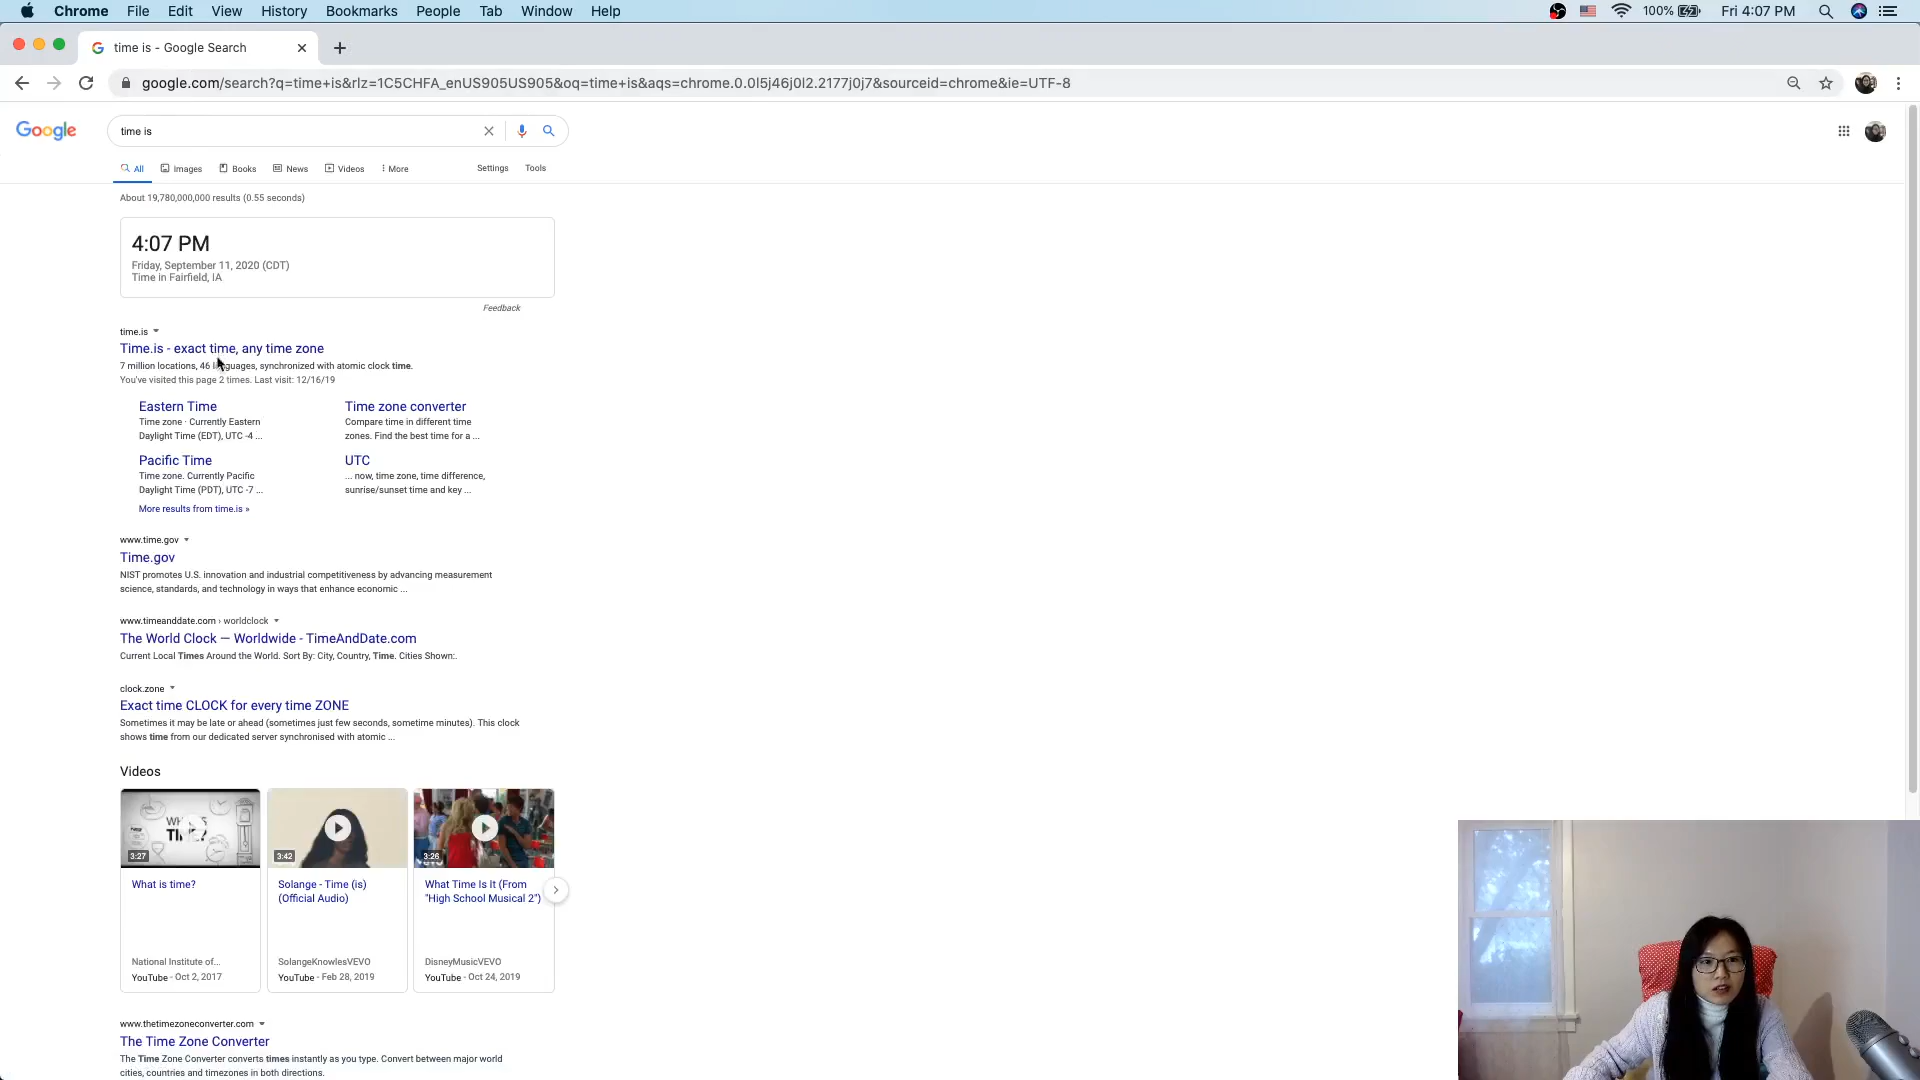 Chrome File Edit View History Bookmarks People Tab Window Help 100% Fri 4:07 PM
time is - Google Search
google.com/search?q=time+is&rlz=1C5CHFA_enUS905US905&oq=time+is&aqs=chrome.0.0l5j46j0l2.2177j0j7&sourceid=chrome&ie=UTF-8
Google time is
All Images Books News Videos More Settings Tools
About 19,780,000,000 results (0.55 seconds)
4:07 PM
Friday, September 11, 2020 (CDT)
Time in Fairfield, IA
Feedback
time.is
Time.is - exact time, any time zone
7 million locations, 46 languages, synchronized with atomic clock time.
You've visited this page 2 times. Last visit: 12/16/19
Eastern Time
Time zone · Currently Eastern
Daylight Time (EDT), UTC -4 ...
Time zone converter
Compare time in different time
zones. Find the best time for a ...
Pacific Time
Time zone. Currently Pacific
Daylight Time (PDT), UTC -7 ...
UTC
... now, time zone, time difference,
sunrise/sunset time and key ...
More results from time.is »
www.time.gov
Time.gov
NIST promotes U.S. innovation and industrial competitiveness by advancing measurement
science, standards, and technology in ways that enhance economic ...
www.timeanddate.com › worldclock
The World Clock — Worldwide - TimeAndDate.com
Current Local Times Around the World. Sort By: City, Country, Time. Cities Shown:.
clock.zone
Exact time CLOCK for every time ZONE
Sometimes it may be late or ahead (sometimes just few seconds, sometime minutes). This clock
shows time from our dedicated server synchronised with atomic ...
Videos
3:27
What is time?
National Institute of...
YouTube - Oct 2, 2017
3:42
Solange - Time (is)
(Official Audio)
SolangeKnowlesVEVO
YouTube - Feb 28, 2019
3:26
What Time Is It (From
"High School Musical 2")
DisneyMusicVEVO
YouTube - Oct 24, 2019
www.thetimezoneconverter.com
The Time Zone Converter
The Time Zone Converter converts times instantly as you type. Convert between major world
cities, countries and timezones in both directions.